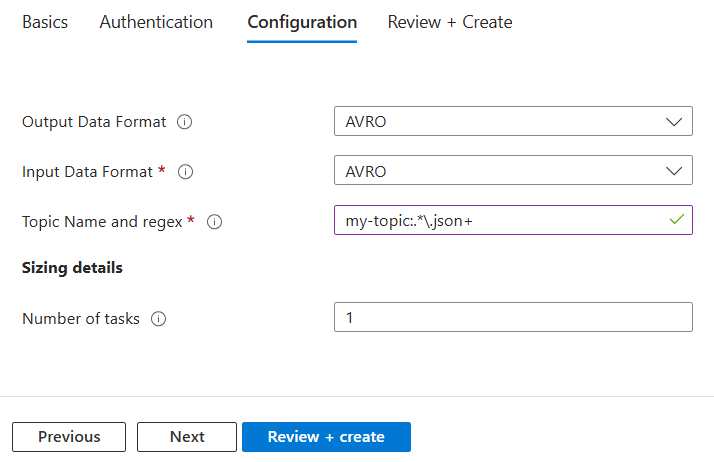 Basics Authentication Configuration Review + Create
Output Data Format AVRO
Input Data Format * AVRO
Topic Name and regex * my-topic:.*\.json+
Sizing details
Number of tasks 1
Previous Next Review + create